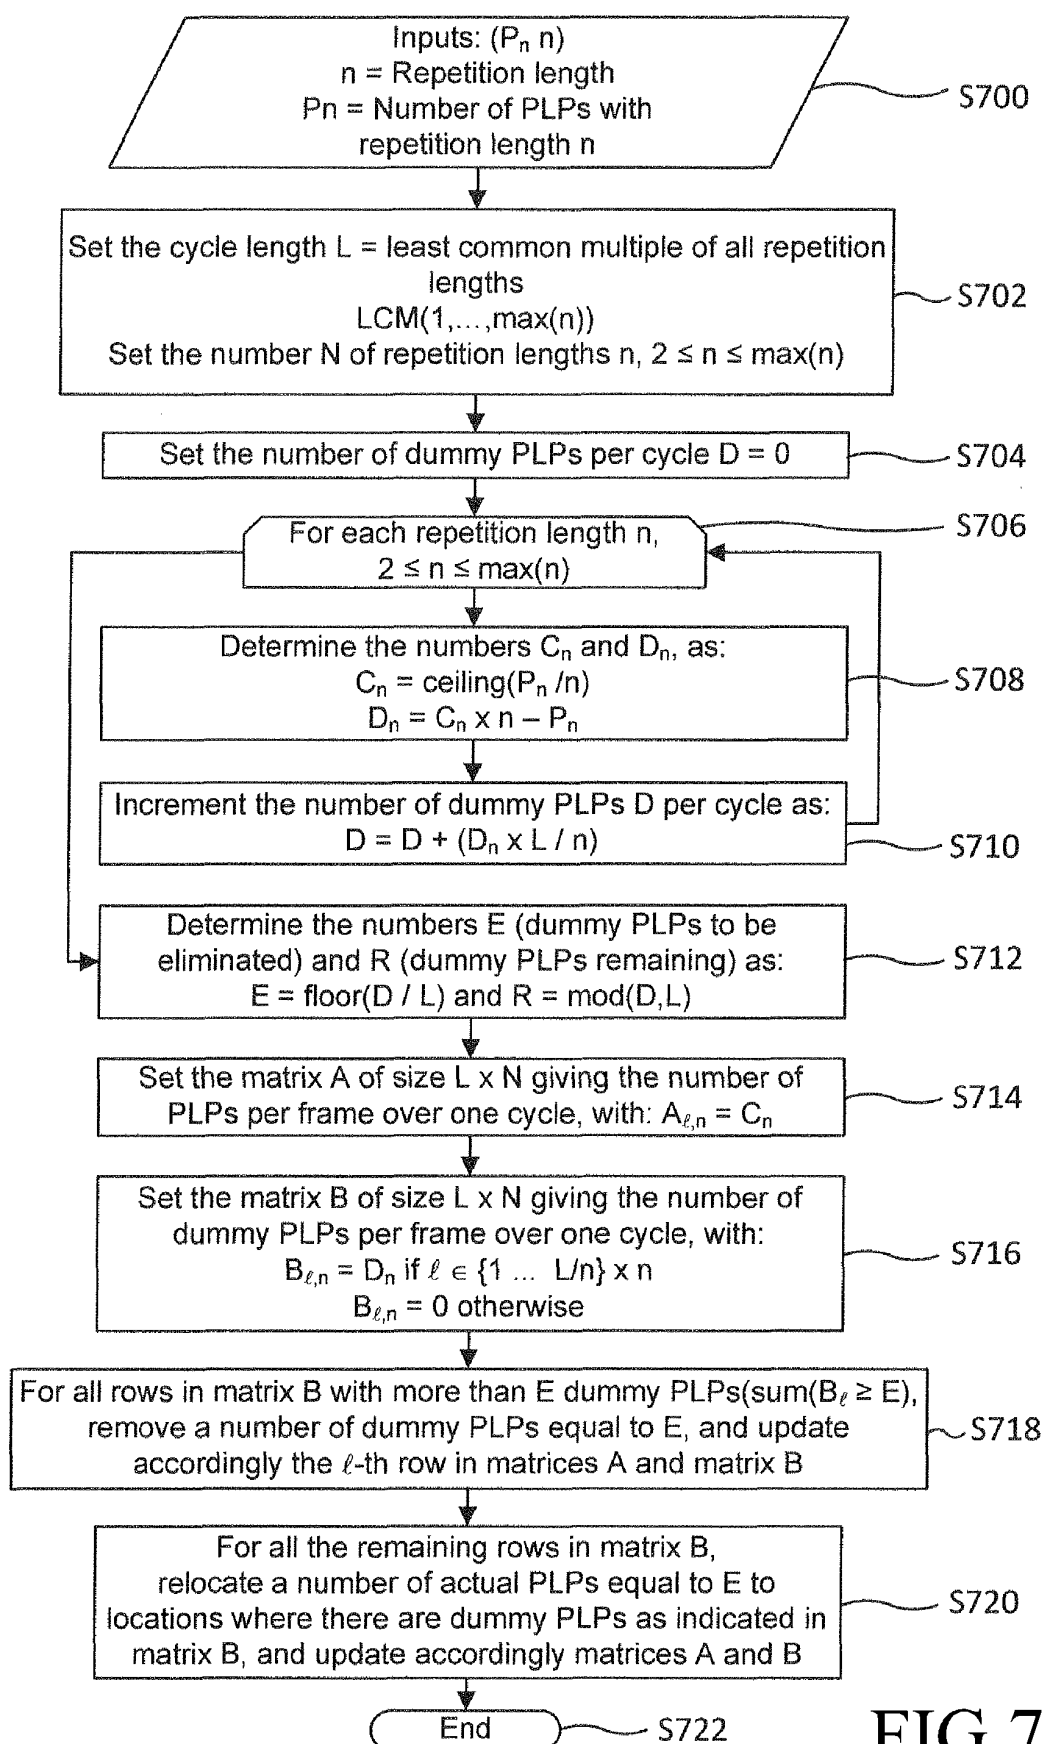 Inputs: (Pn n)
n = Repetition length
Pn = Number of PLPs with
repetition length n
S700
Set the cycle length L = least common multiple of all repetition
lengths
LCM(1,...,max(n))
Set the number N of repetition lengths n, 2 ≤ n ≤ max(n)
S702
Set the number of dummy PLPs per cycle D = 0
S704
For each repetition length n,
2 ≤ n ≤ max(n)
S706
Determine the numbers Cn and Dn, as:
Cn = ceiling(Pn /n)
Dn = Cn x n – Pn
S708
Increment the number of dummy PLPs D per cycle as:
D = D + (Dn x L / n)
S710
Determine the numbers E (dummy PLPs to be
eliminated) and R (dummy PLPs remaining) as:
E = floor(D / L) and R = mod(D,L)
S712
Set the matrix A of size L x N giving the number of
PLPs per frame over one cycle, with: Aℓ,n = Cn
S714
Set the matrix B of size L x N giving the number of
dummy PLPs per frame over one cycle, with:
Bℓ,n = Dn if ℓ ∈ {1 ... L/n} x n
Bℓ,n = 0 otherwise
S716
For all rows in matrix B with more than E dummy PLPs(sum(Bℓ ≥ E),
remove a number of dummy PLPs equal to E, and update
accordingly the ℓ-th row in matrices A and matrix B
S718
For all the remaining rows in matrix B,
relocate a number of actual PLPs equal to E to
locations where there are dummy PLPs as indicated in
matrix B, and update accordingly matrices A and B
S720
End
S722
FIG 7